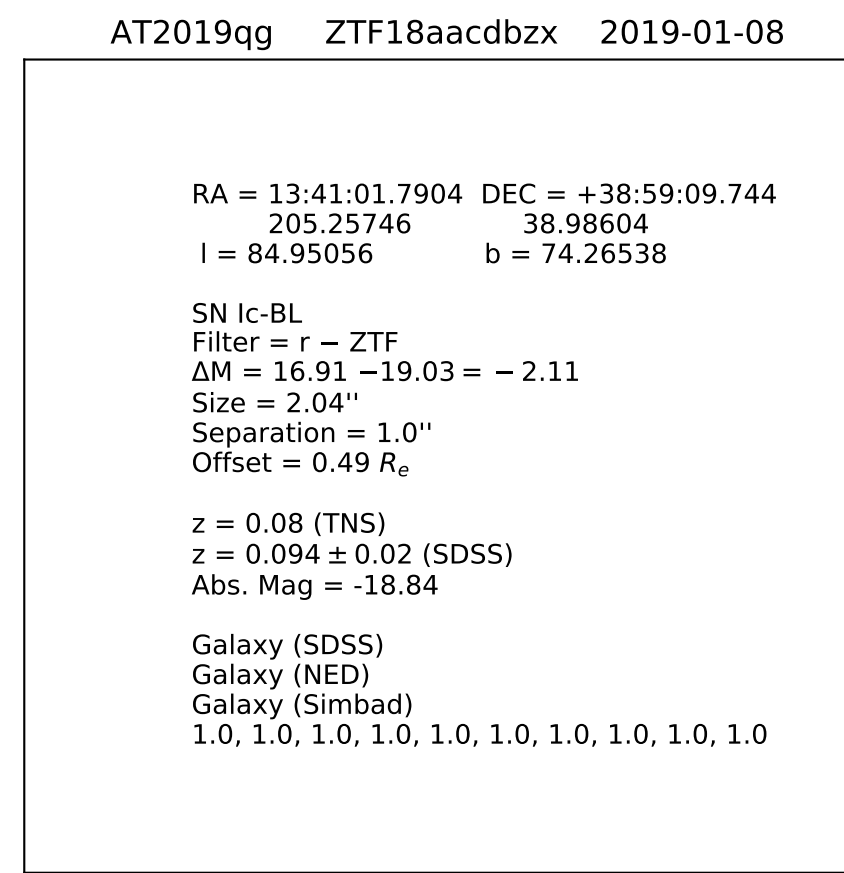 AT2019qg ZTF18aacdbzx 2019-01-08
RA = 13:41:01.7904 DEC = +38:59:09.744
205.25746 38.98604
l = 84.95056 b = 74.26538
SN Ic-BL
Filter = r − ZTF
ΔM = 16.91 −19.03 = − 2.11
Size = 2.04''
Separation = 1.0''
Offset = 0.49 Rₑ
z = 0.08 (TNS)
z = 0.094 ± 0.02 (SDSS)
Abs. Mag = -18.84
Galaxy (SDSS)
Galaxy (NED)
Galaxy (Simbad)
1.0, 1.0, 1.0, 1.0, 1.0, 1.0, 1.0, 1.0, 1.0, 1.0